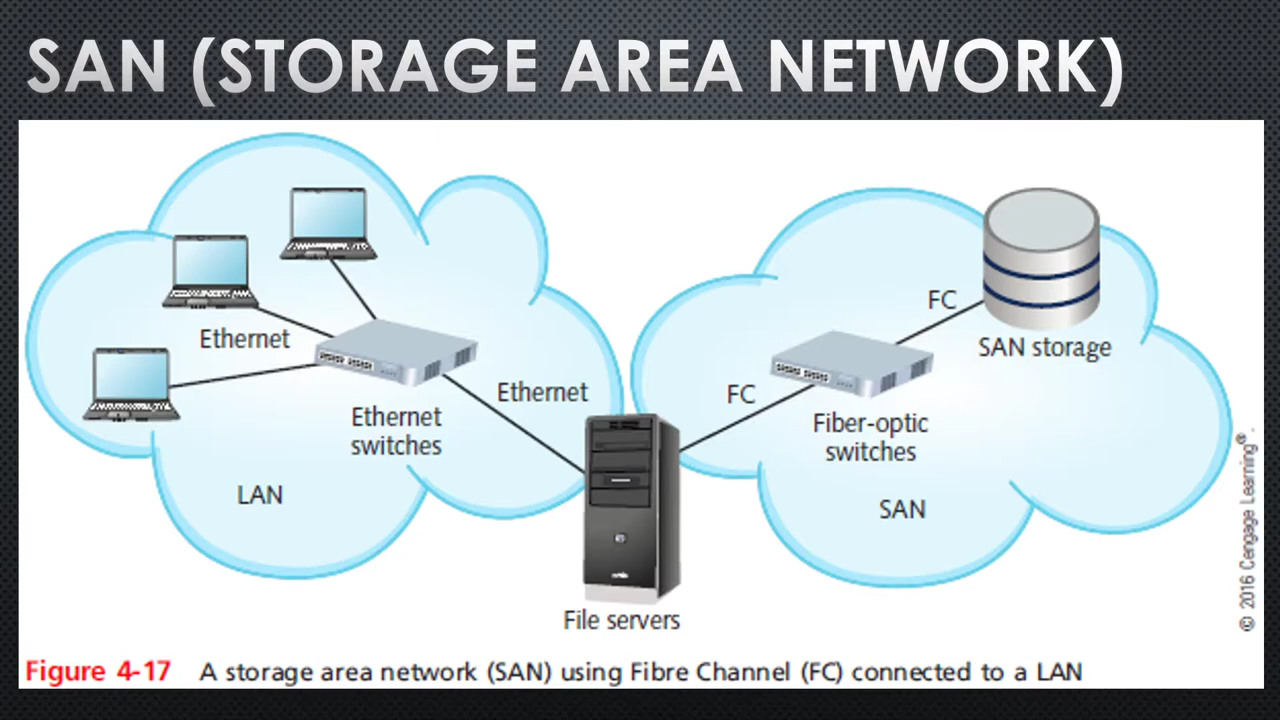 SAN (STORAGE AREA NETWORK)
Ethernet
Ethernet
switches
LAN
Ethernet
File servers
FC
Fiber-optic
switches
FC
SAN storage
SAN
© 2016 Cengage Learning®.
Figure 4-17 A storage area network (SAN) using Fibre Channel (FC) connected to a LAN